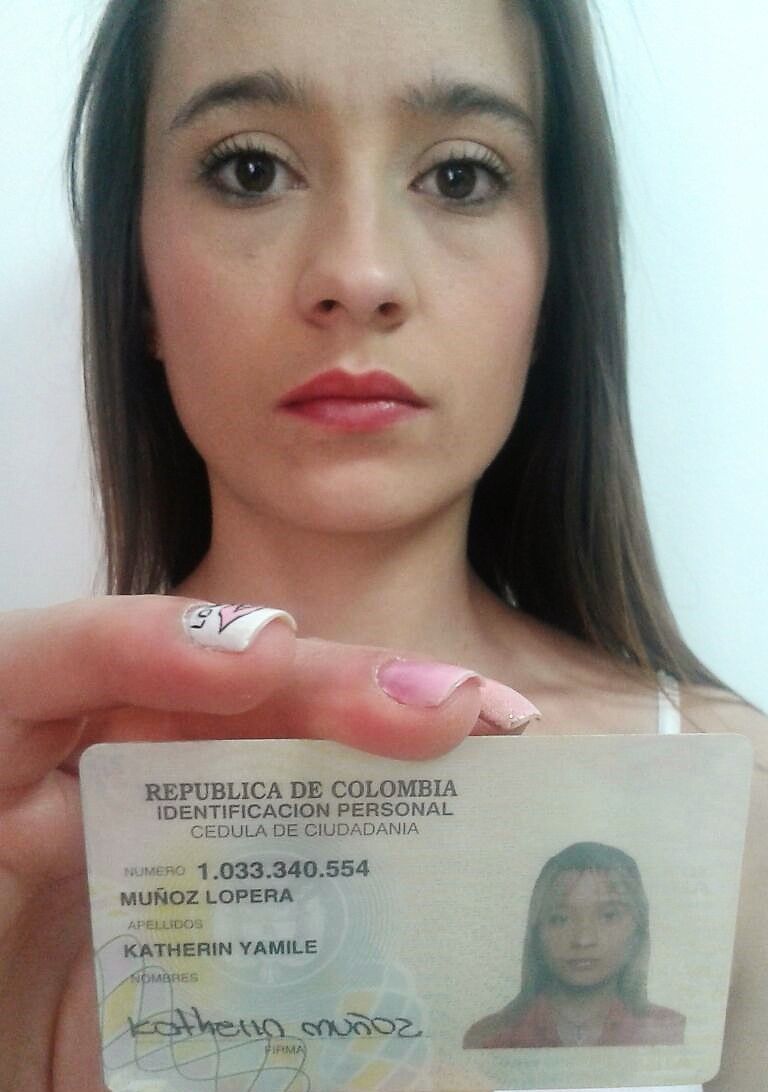 LO
REPUBLICA DE COLOMBIA
IDENTIFICACION PERSONAL
CEDULA DE CIUDADANIA
NUMERO 1.033.340.554
MUÑOZ LOPERA
APELLIDOS
KATHERIN YAMILE
NOMBRES
Katherin muñoz
FIRMA